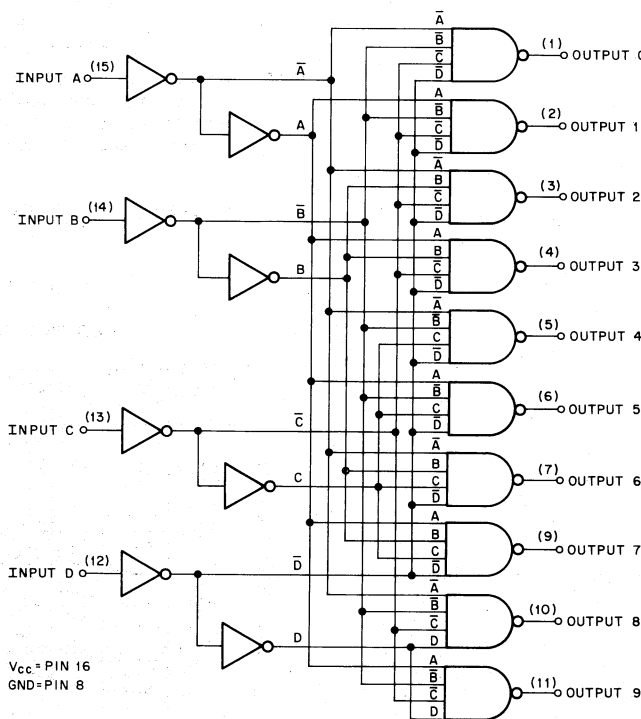 INPUT A (15)
Ā
A
INPUT B (14)
B̄
B
INPUT C (13)
C̄
C
INPUT D (12)
D̄
D
V_CC = PIN 16
GND = PIN 8
Ā
B̄
C̄
D̄
(1) OUTPUT 0
A
B̄
C̄
D̄
(2) OUTPUT 1
Ā
B
C̄
D̄
(3) OUTPUT 2
A
B
C̄
D̄
(4) OUTPUT 3
Ā
B̄
C
D̄
(5) OUTPUT 4
A
B̄
C
D̄
(6) OUTPUT 5
Ā
B
C
D̄
(7) OUTPUT 6
A
B
C
D̄
(9) OUTPUT 7
Ā
B̄
C̄
D
(10) OUTPUT 8
A
B̄
C̄
D
(11) OUTPUT 9